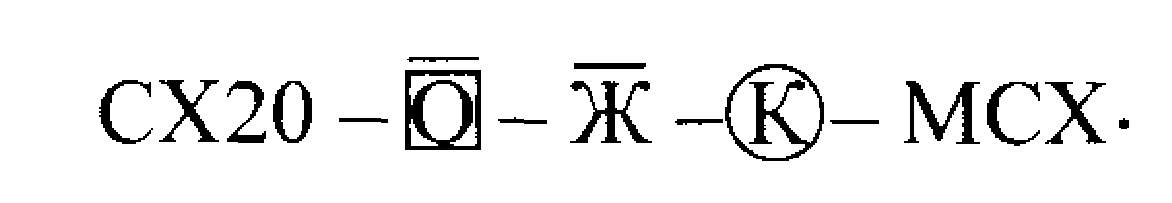 СХ20 – О – Ж – К – МСХ.